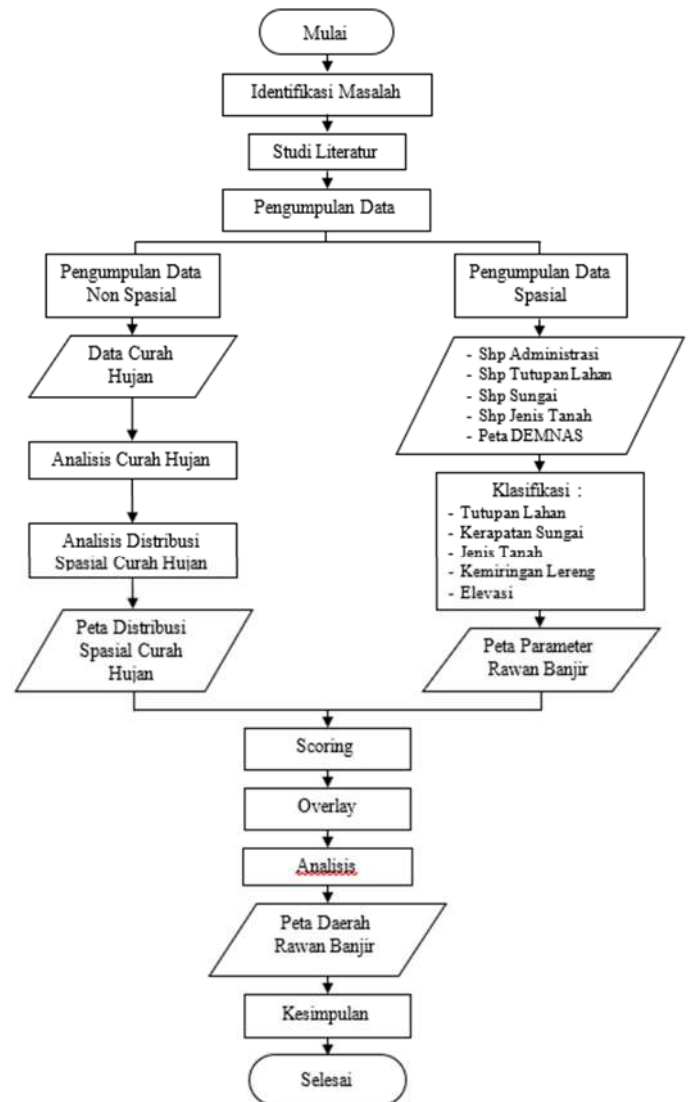 Mulai
Identifikasi Masalah
Studi Literatur
Pengumpulan Data
Pengumpulan Data
Non Spasial
Data Curah
Hujan
Analisis Curah Hujan
Analisis Distribusi
Spasial Curah Hujan
Peta Distribusi
Spasial Curah
Hujan
Pengumpulan Data
Spasial
- Shp Administrasi
- Shp Tutupan Lahan
- Shp Sungai
- Shp Jenis Tanah
- Peta DEMNAS
Klasifikasi :
- Tutupan Lahan
- Kerapatan Sungai
- Jenis Tanah
- Kemiringan Lereng
- Elevasi
Peta Parameter
Rawan Banjir
Scoring
Overlay
Analisis
Peta Daerah
Rawan Banjir
Kesimpulan
Selesai